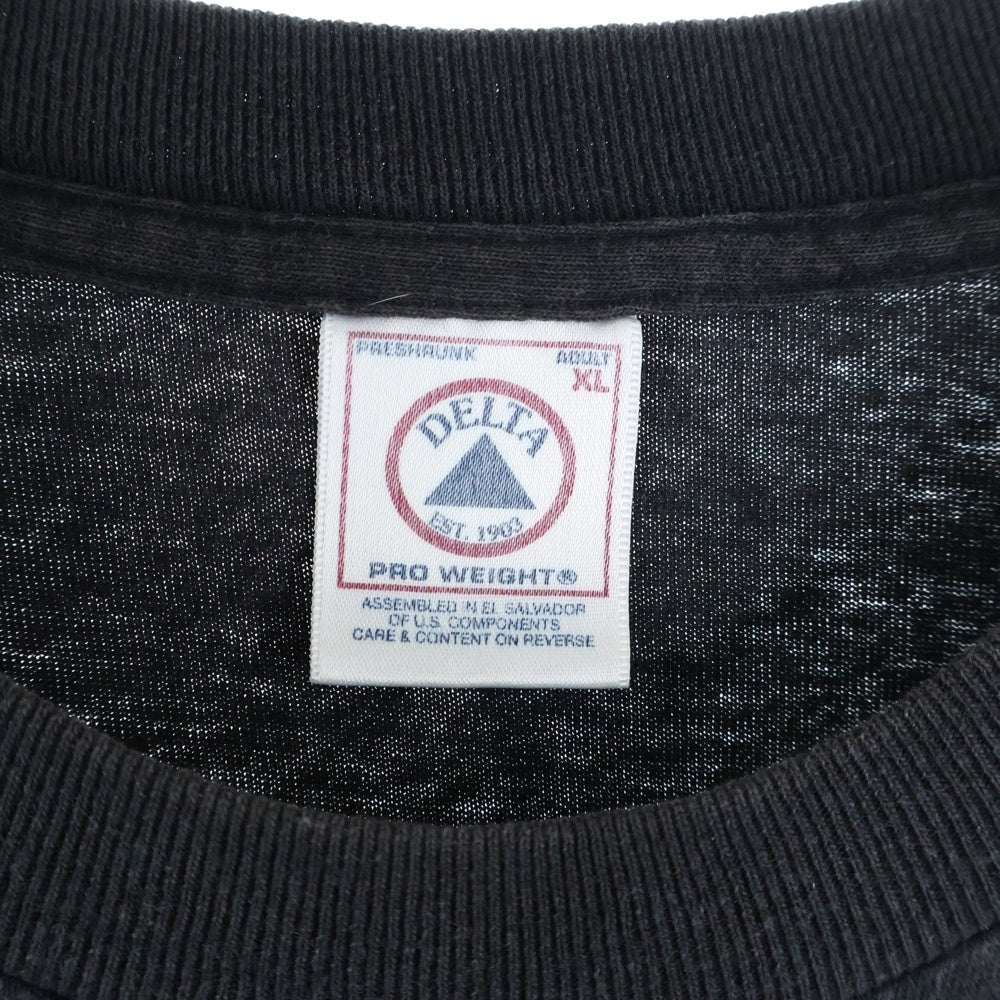 PRESHRUNK ADULT
XL
DELTA
EST. 1903
PRO WEIGHT®
ASSEMBLED IN EL SALVADOR
OF U.S. COMPONENTS
CARE & CONTENT ON REVERSE